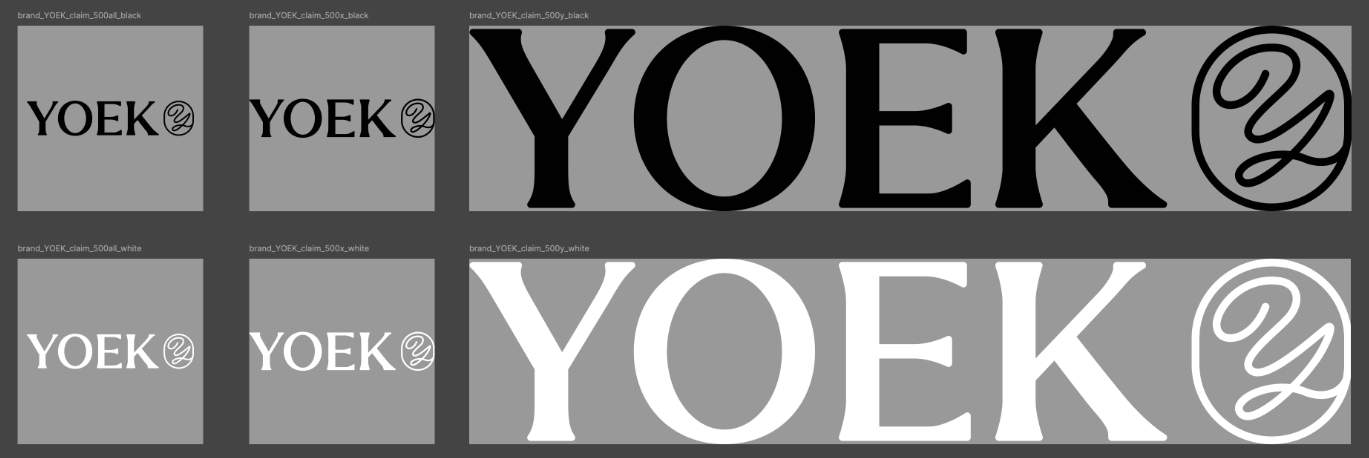 brand_YOEK_claim_500all_black
brand_YOEK_claim_500x_black
brand_YOEK_claim_500y_black
YOEK Y
YOEK Y
YOEK Y
brand_YOEK_claim_500all_white
brand_YOEK_claim_500x_white
brand_YOEK_claim_500y_white
YOEK Y
YOEK Y
YOEK Y